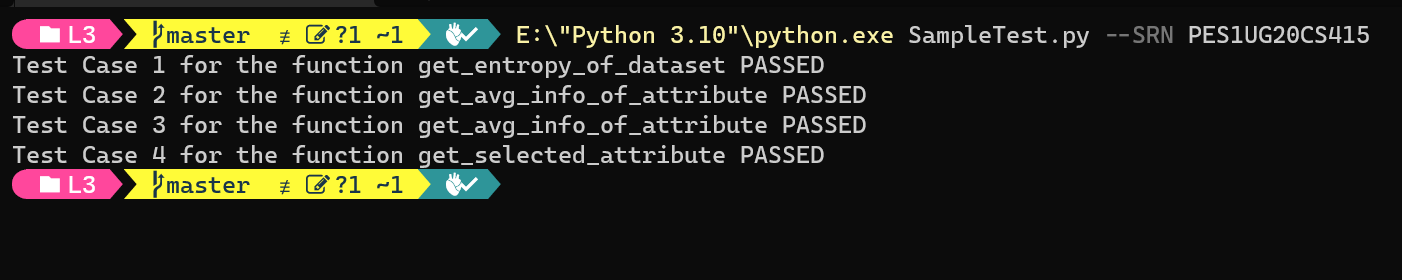 L3 master ≢ ?1 ~1 E:\"Python 3.10"\python.exe SampleTest.py --SRN PES1UG20CS415
Test Case 1 for the function get_entropy_of_dataset PASSED
Test Case 2 for the function get_avg_info_of_attribute PASSED
Test Case 3 for the function get_avg_info_of_attribute PASSED
Test Case 4 for the function get_selected_attribute PASSED
L3 master ≢ ?1 ~1